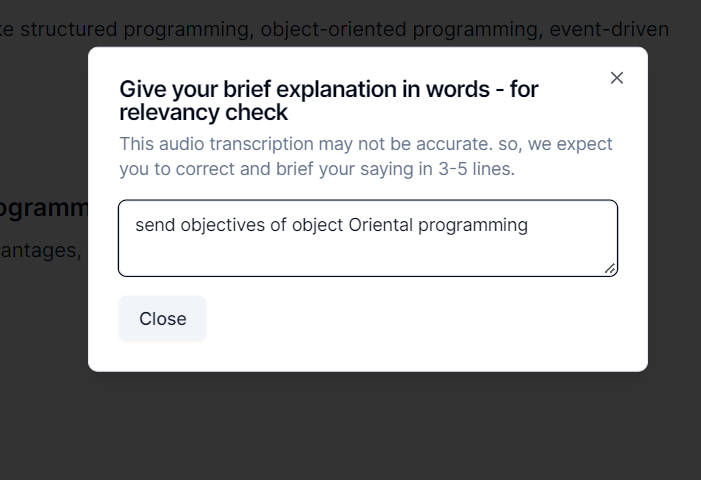 ke structured programming, object-oriented programming, event-driven
Give your brief explanation in words - for
relevancy check
This audio transcription may not be accurate. so, we expect
you to correct and brief your saying in 3-5 lines.
ogramm
send objectives of object Oriental programming
antages,
Close